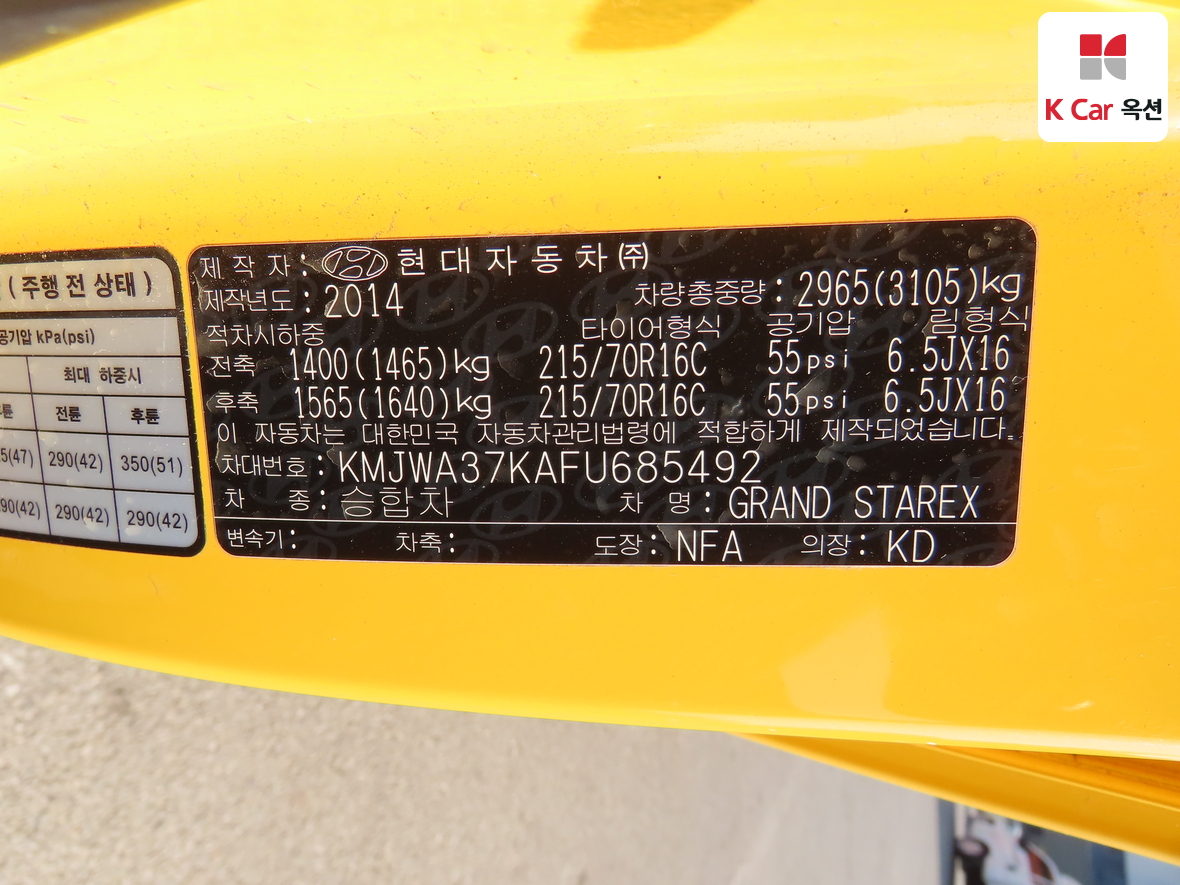 K Car 옥션
제 작 자 : 현 대 자 동 차 ㈜
제작년도 : 2014 차량총중량 : 2965(3105)kg
적차시하중 타이어형식 공기압 림형식
전축 1400(1465)kg 215/70R16C 55psi 6.5JX16
후축 1565(1640)kg 215/70R16C 55psi 6.5JX16
이 자동차는 대한민국 자동차관리법령에 적합하게 제작되었습니다.
차대번호 : KMJWA37KAFU685492
차 종 : 승합차 차 명 : GRAND STAREX
변속기 : 차축 : 도장 : NFA 의장 : KD
( 주행 전 상태 )
공기압 kPa(psi)
최대 하중시
전륜 후륜
290(42) 350(51)
290(42) 290(42)